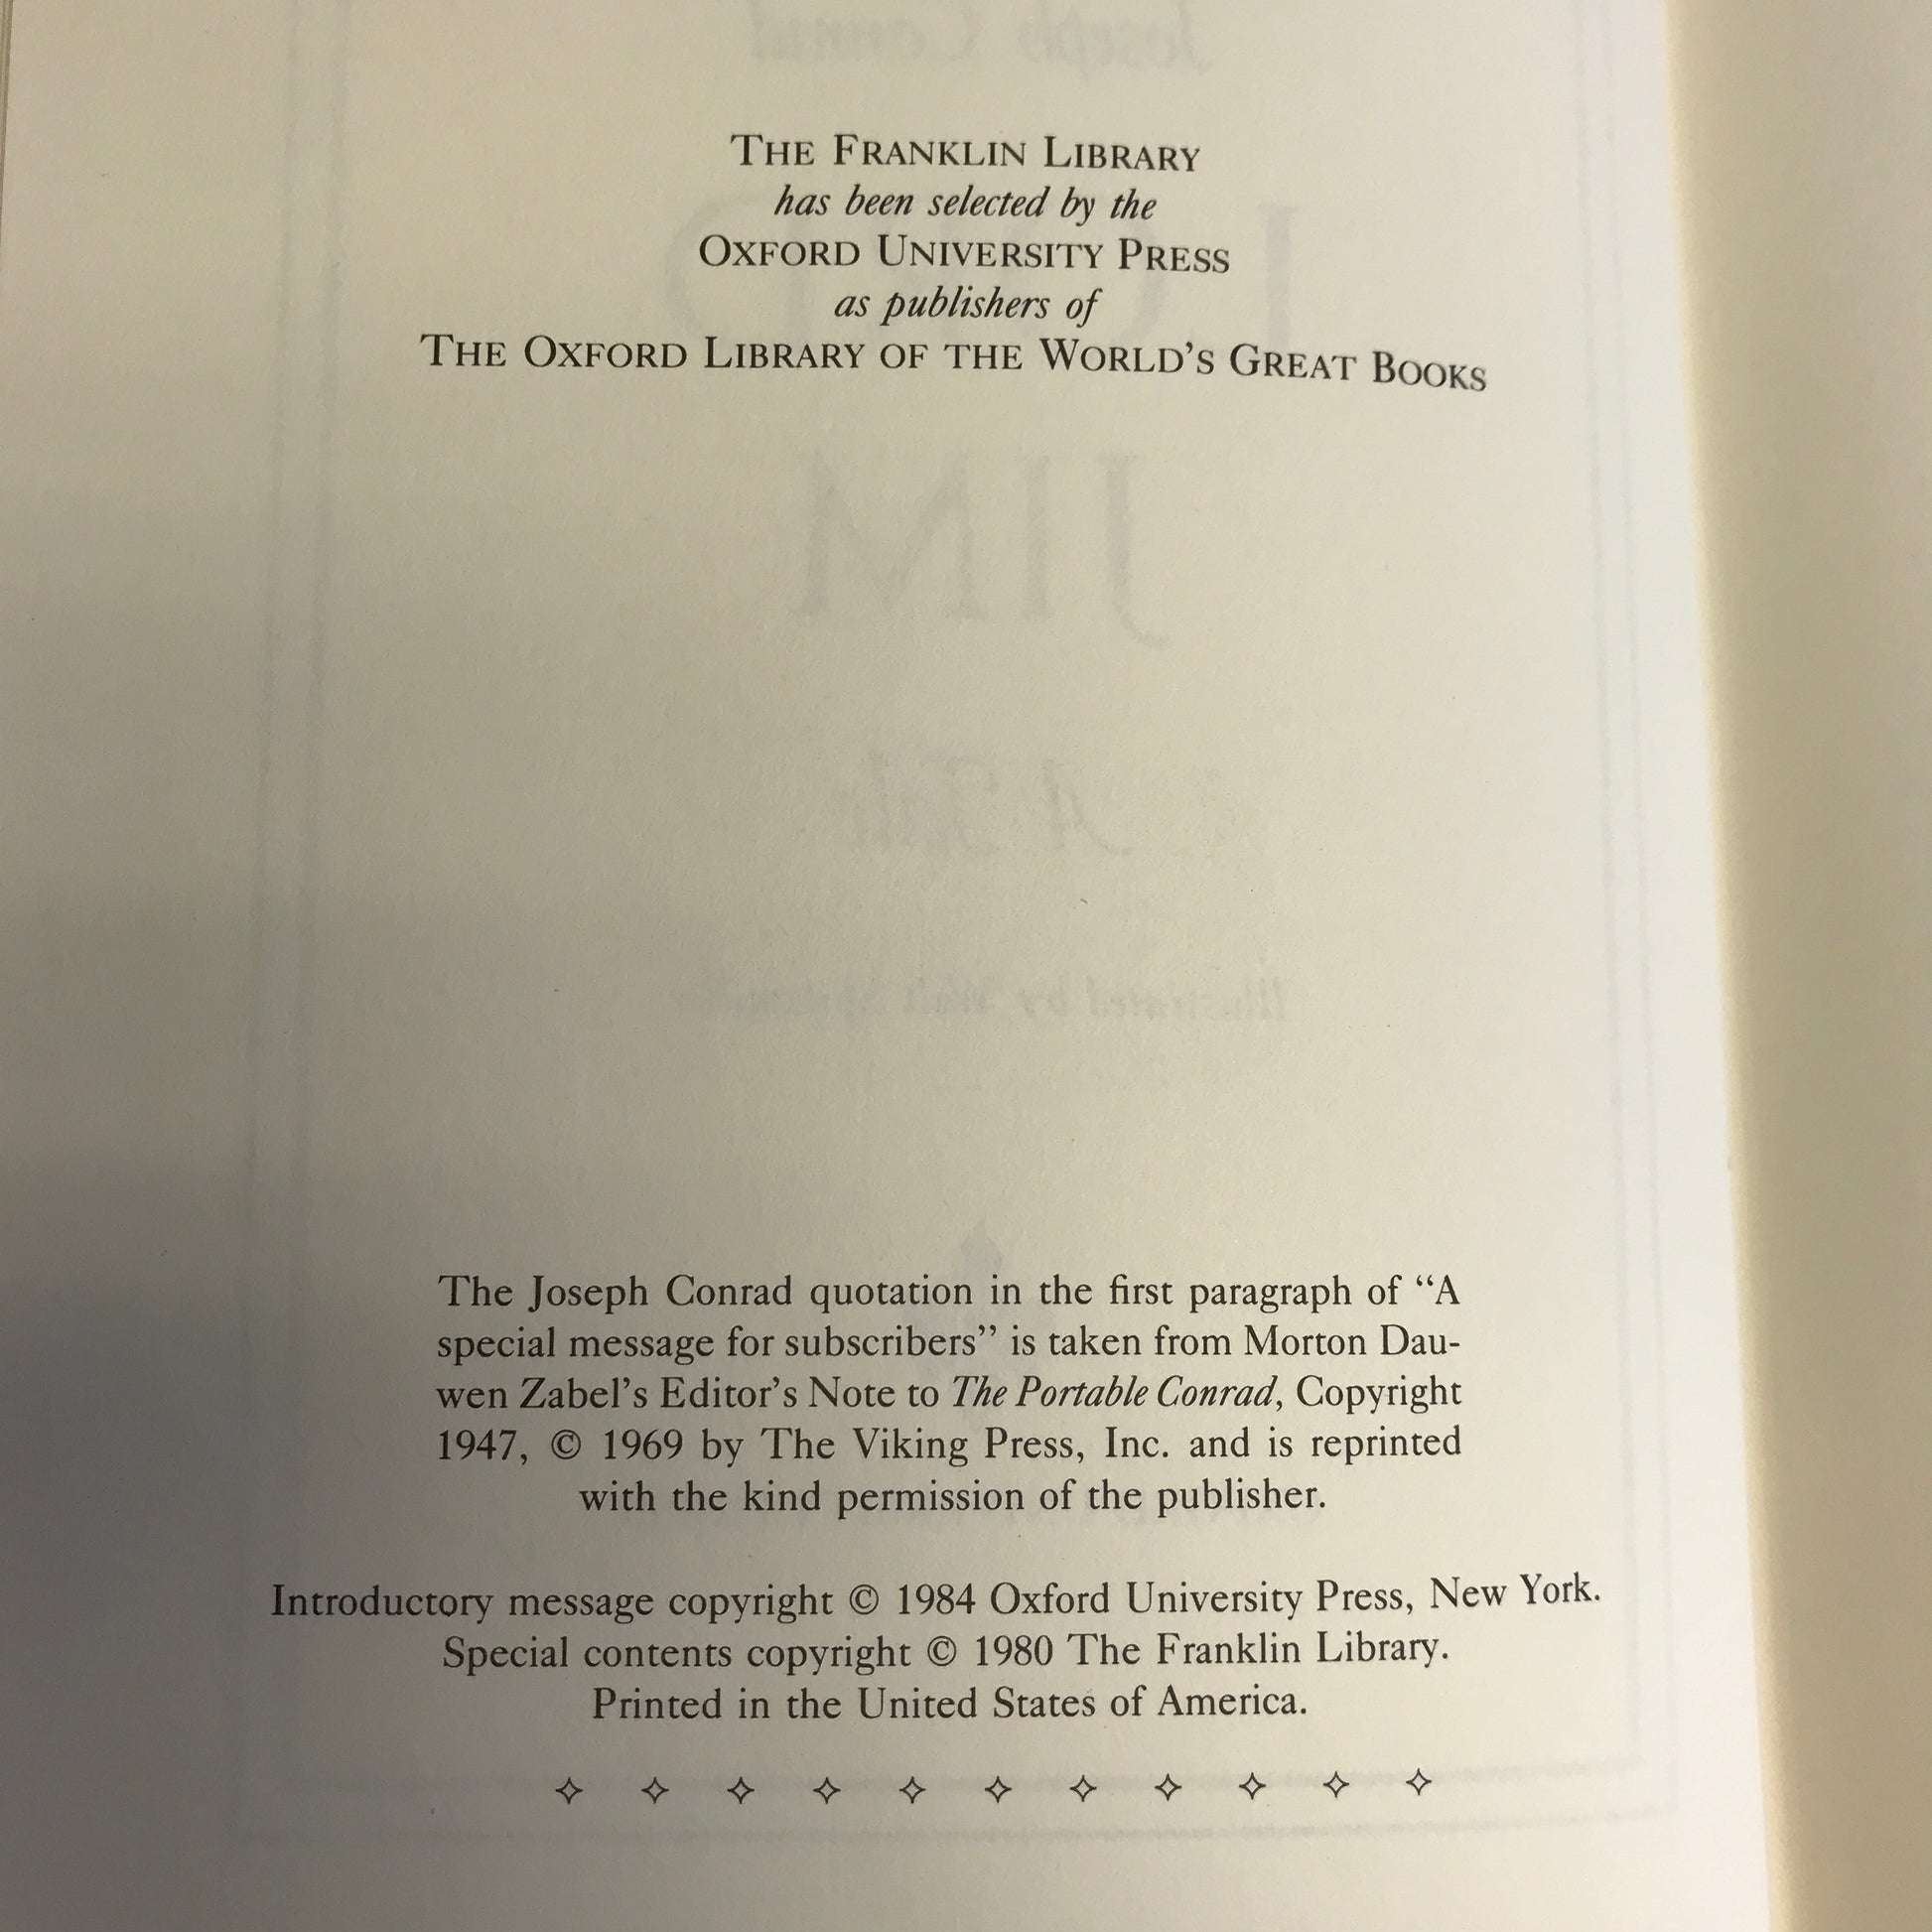 THE FRANKLIN LIBRARY
has been selected by the
OXFORD UNIVERSITY PRESS
as publishers of
THE OXFORD LIBRARY OF THE WORLD'S GREAT BOOKS
The Joseph Conrad quotation in the first paragraph of “A
special message for subscribers” is taken from Morton Dau-
wen Zabel's Editor's Note to The Portable Conrad, Copyright
1947, © 1969 by The Viking Press, Inc. and is reprinted
with the kind permission of the publisher.
Introductory message copyright © 1984 Oxford University Press, New York.
Special contents copyright © 1980 The Franklin Library.
Printed in the United States of America.